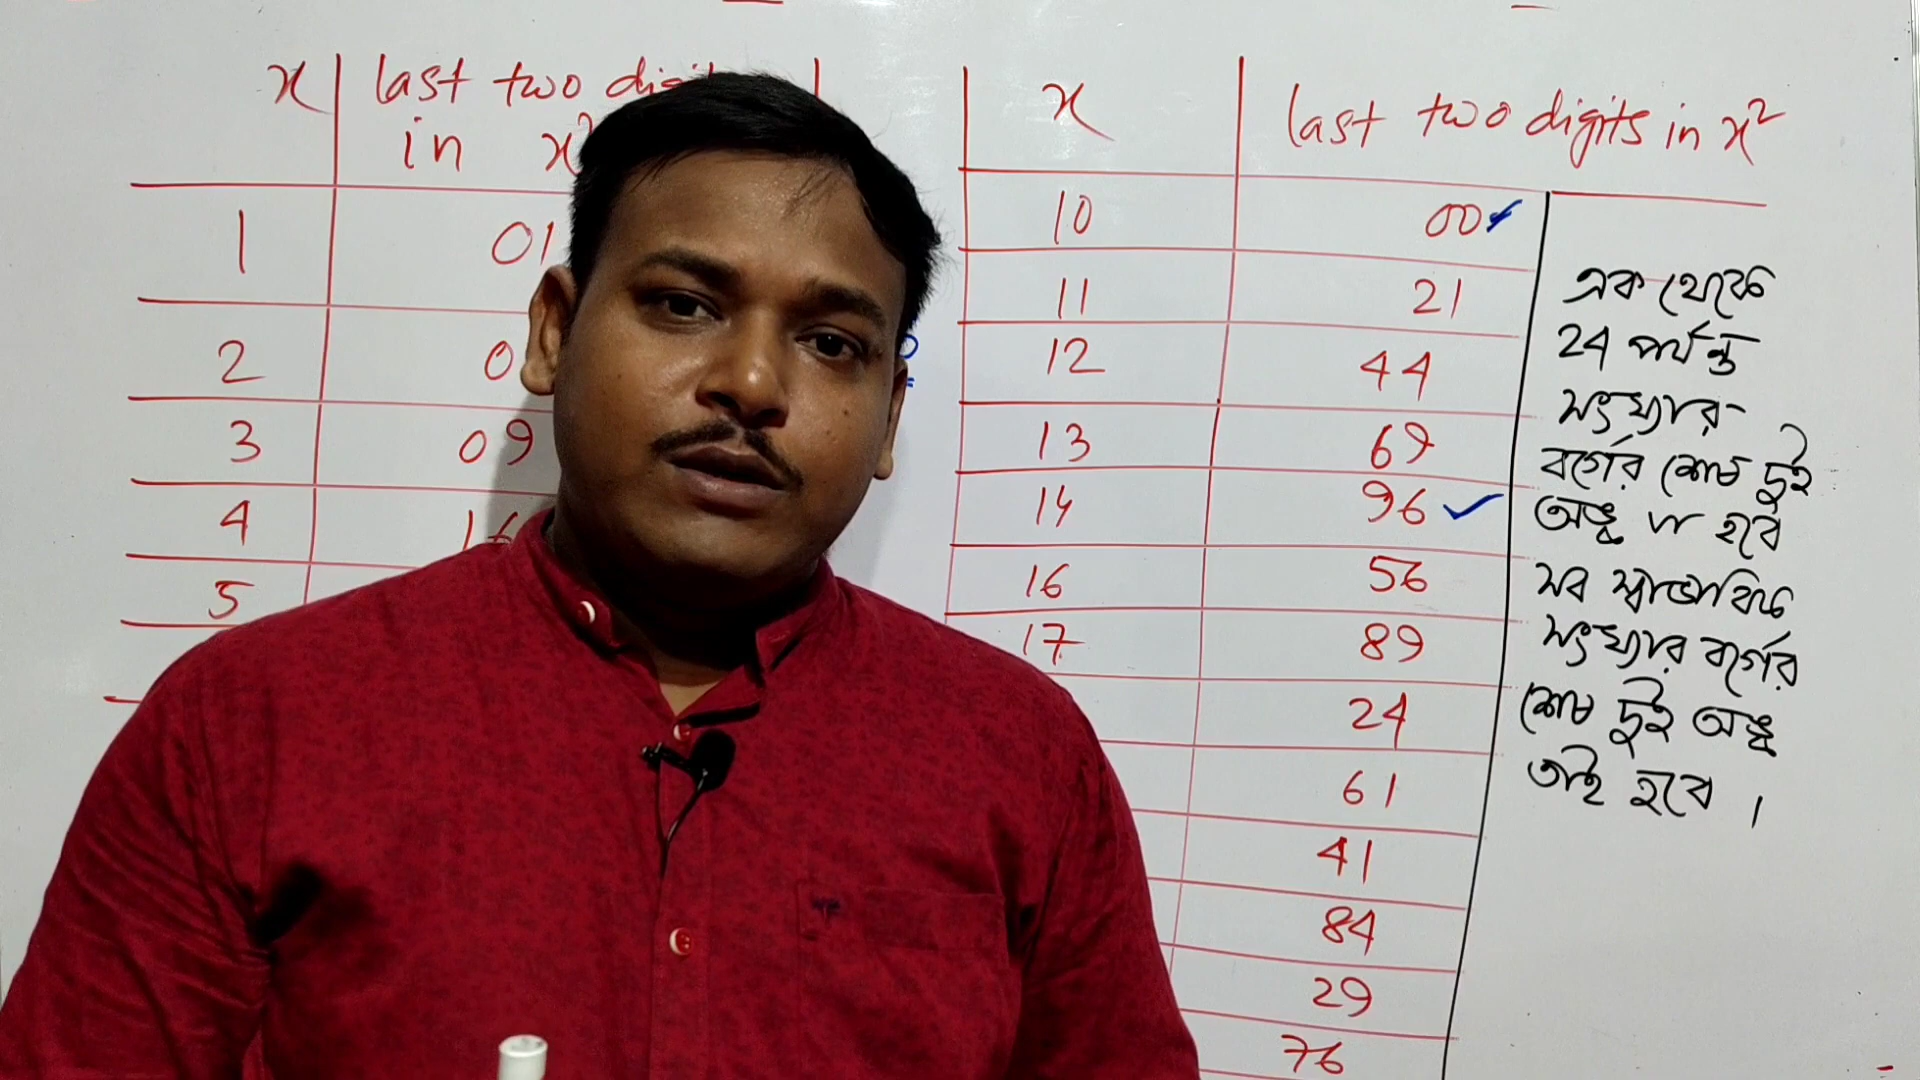 x last two
in x²
1 01
2 0
3 09
4 16
5
x last two digits in x²
10 00
11 21
12 44
13 69
14 96
16 56
17 89
24
61
41
84
29
76
এক থেকে
24 পর্যন্ত
সংখ্যার
বর্গের শেষ দুই
অঙ্ক যা হবে
সব স্বাভাবিক
সংখ্যার বর্গের
শেষ দুই অঙ্ক
তাই হবে ।